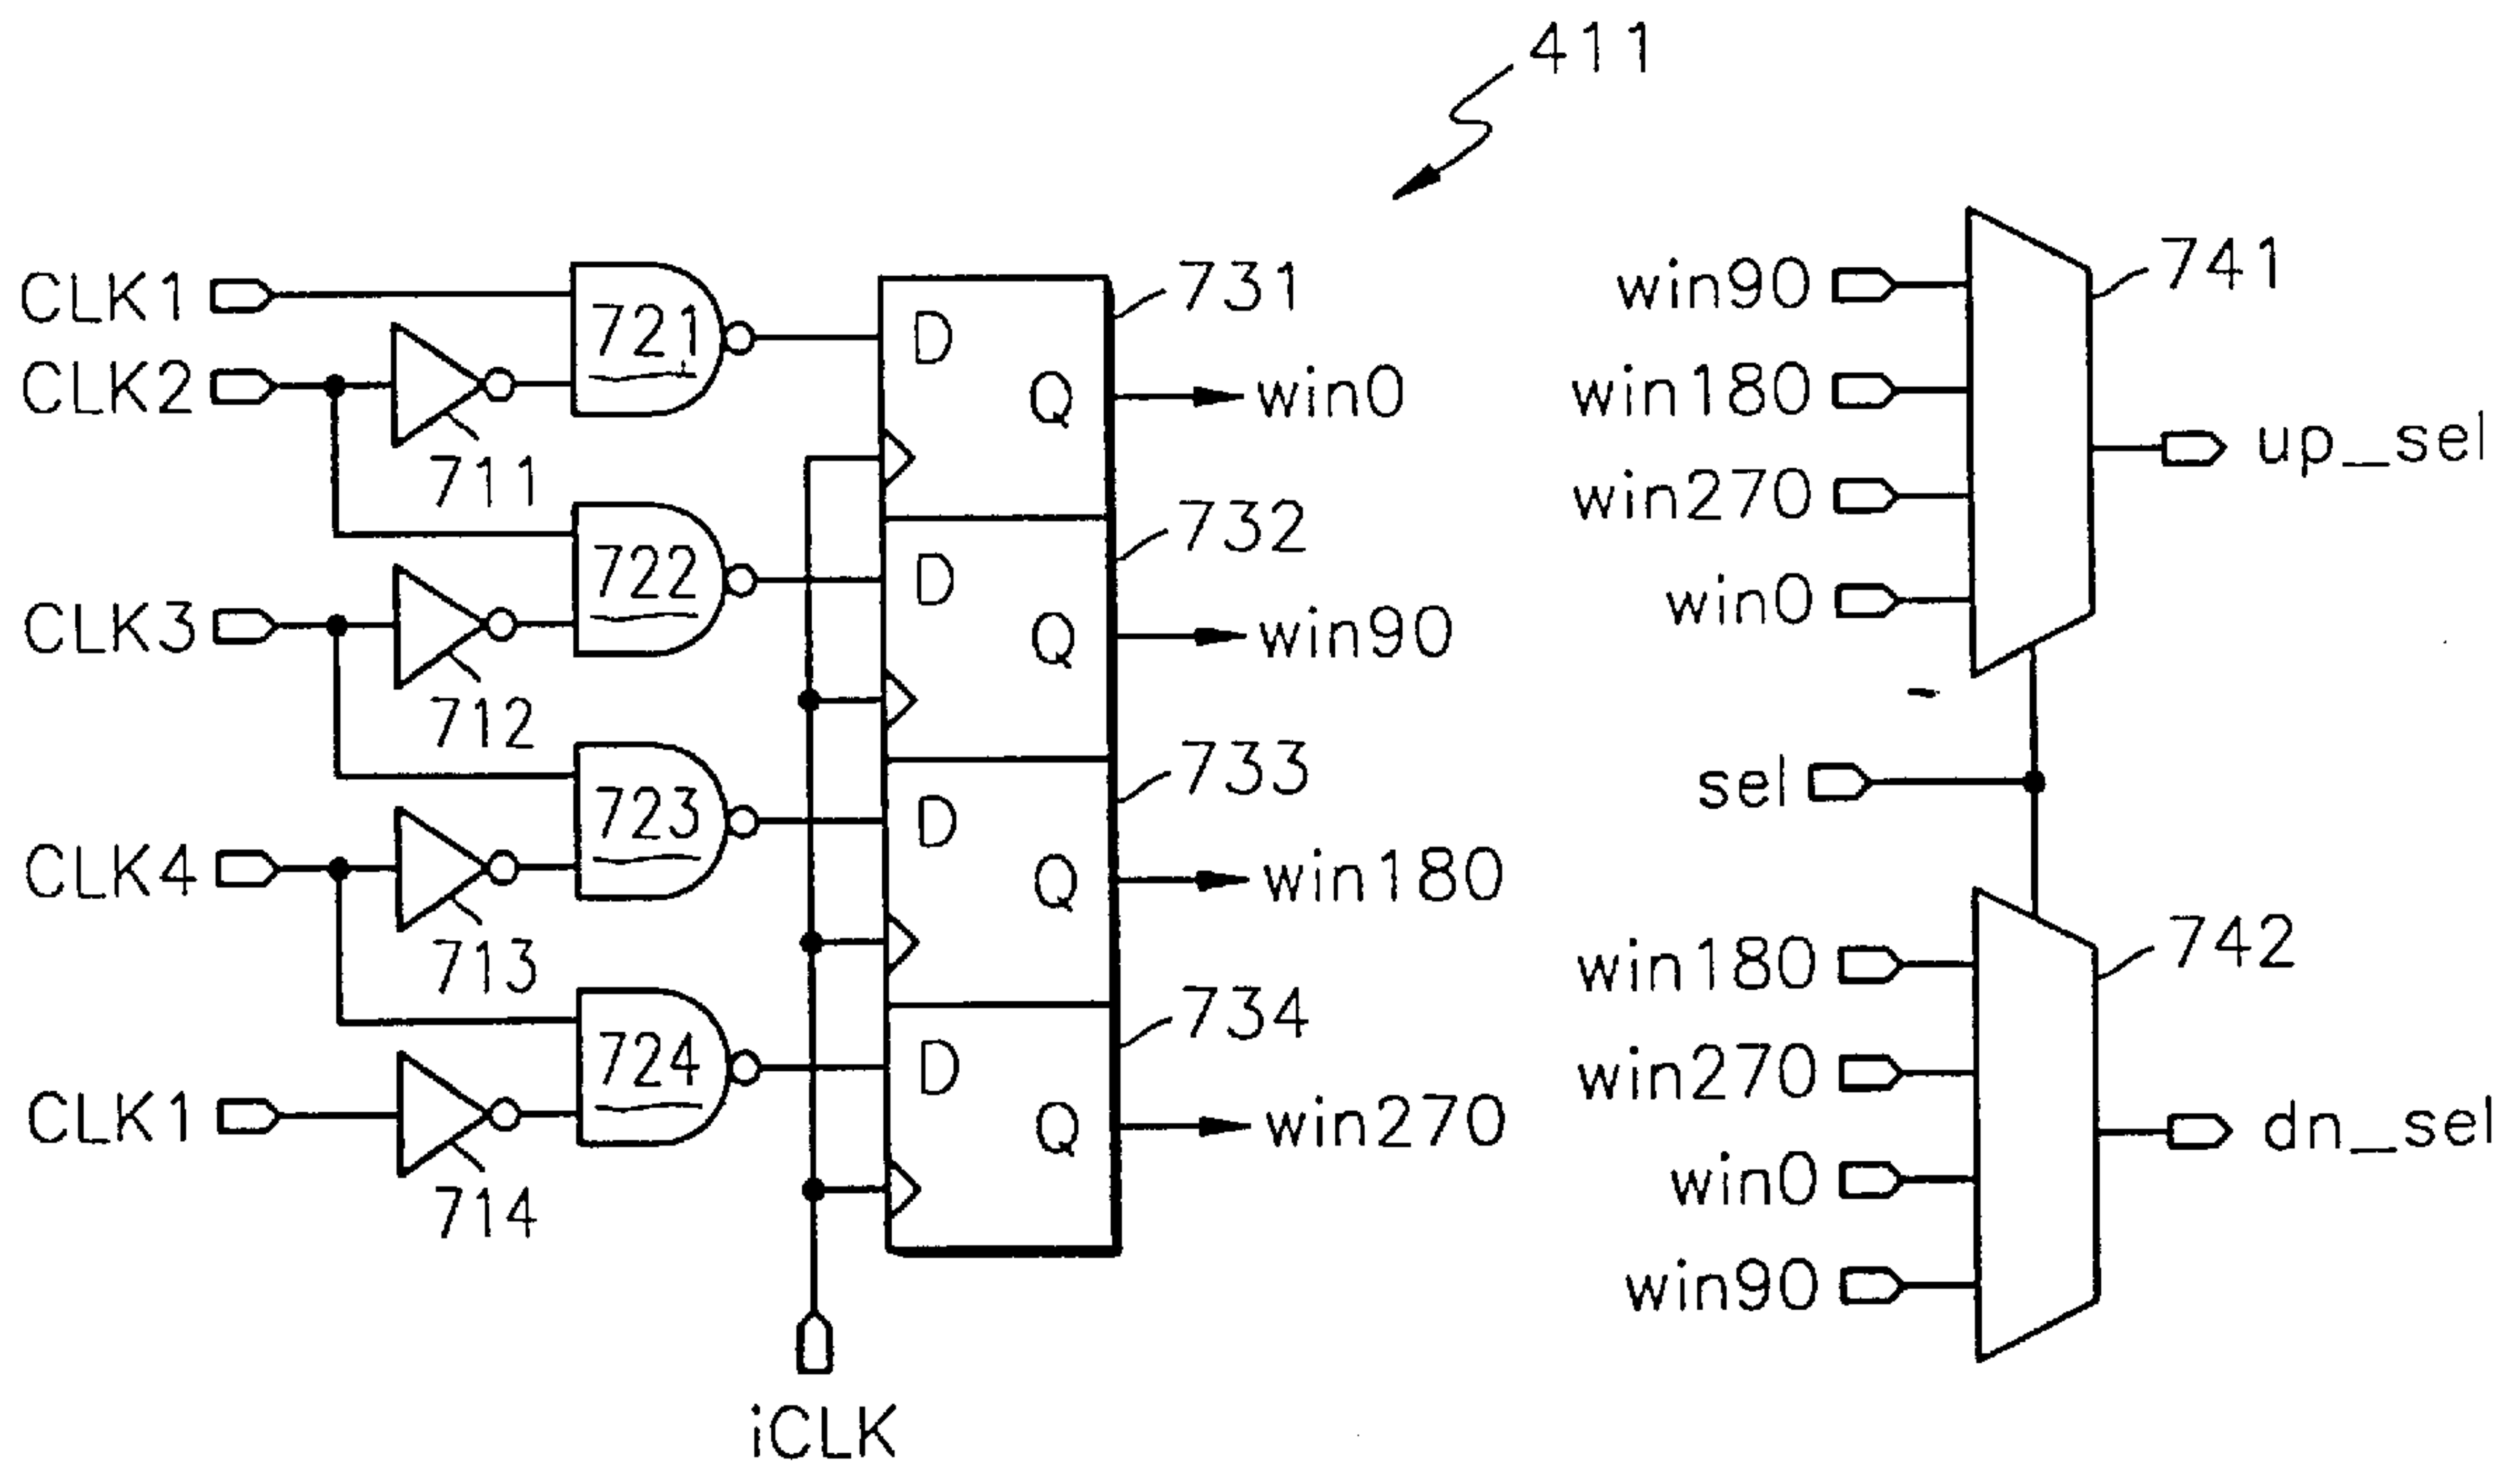 411
CLK1
CLK2
CLK3
CLK4
CLK1
711
712
713
714
721
722
723
724
D
Q
D
Q
D
Q
D
Q
731
732
733
734
win0
win90
win180
win270
iCLK
win90
win180
win270
win0
741
up_sel
sel
win180
win270
win0
win90
742
dn_sel